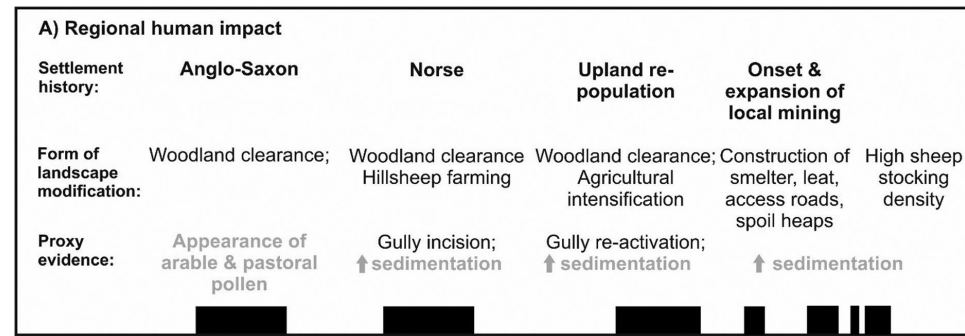 A) Regional human impact
Settlement history: Anglo-Saxon Norse Upland re-population Onset & expansion of local mining
Form of landscape modification: Woodland clearance; Woodland clearance Hillsheep farming Woodland clearance; Agricultural intensification Construction of smelter, leat, access roads, spoil heaps High sheep stocking density
Proxy evidence: Appearance of arable & pastoral pollen Gully incision; ⬆ sedimentation Gully re-activation; ⬆ sedimentation ⬆ sedimentation